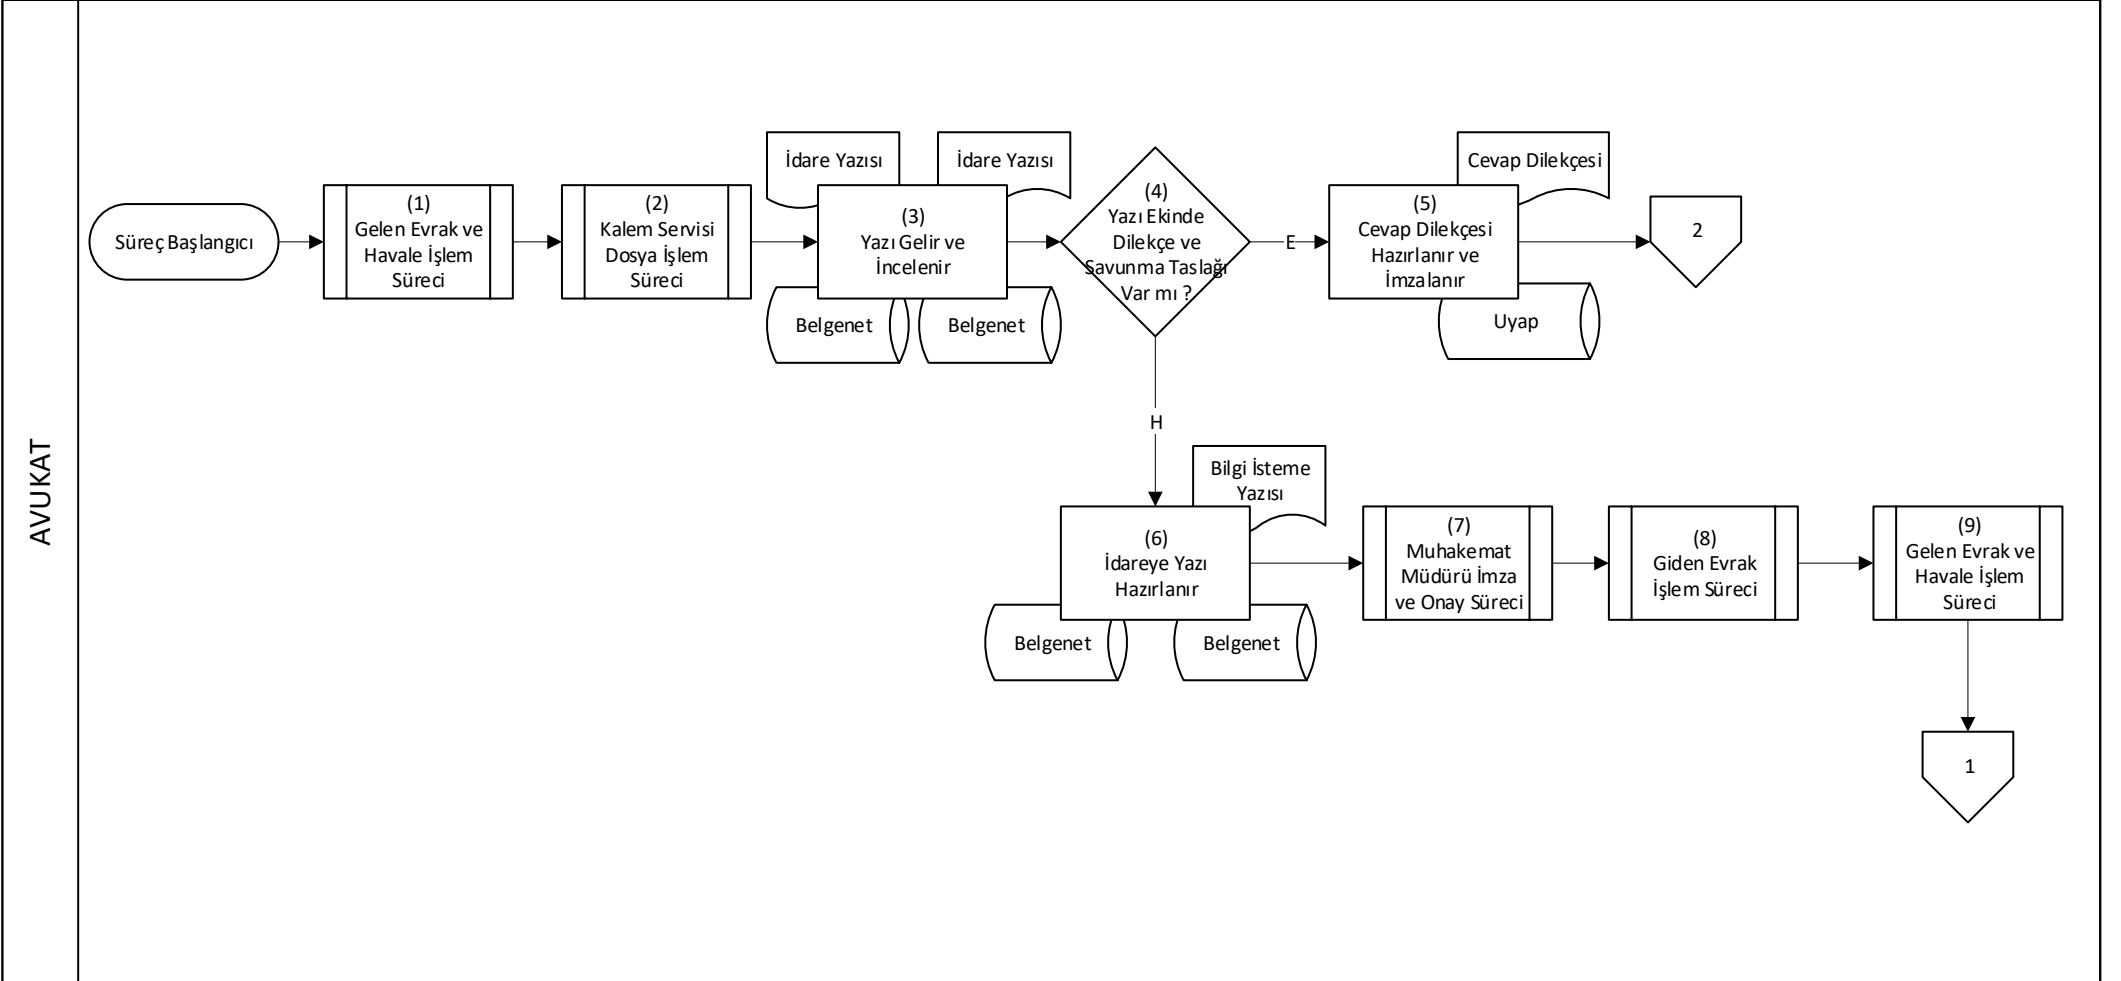 AVUKAT
Süreç Başlangıcı
(1)
Gelen Evrak ve
Havale İşlem
Süreci
(2)
Kalem Servisi
Dosya İşlem
Süreci
İdare Yazısı
İdare Yazısı
(3)
Yazı Gelir ve
İncelenir
Belgenet
Belgenet
(4)
Yazı Ekinde
Dilekçe ve
Savunma Taslağı
Var mı ?
E
Cevap Dilekçesi
(5)
Cevap Dilekçesi
Hazırlanır ve
İmzalanır
Uyap
2
H
Bilgi İsteme
Yazısı
(6)
İdareye Yazı
Hazırlanır
Belgenet
Belgenet
(7)
Muhakemat
Müdürü İmza
ve Onay Süreci
(8)
Giden Evrak
İşlem Süreci
(9)
Gelen Evrak ve
Havale İşlem
Süreci
1